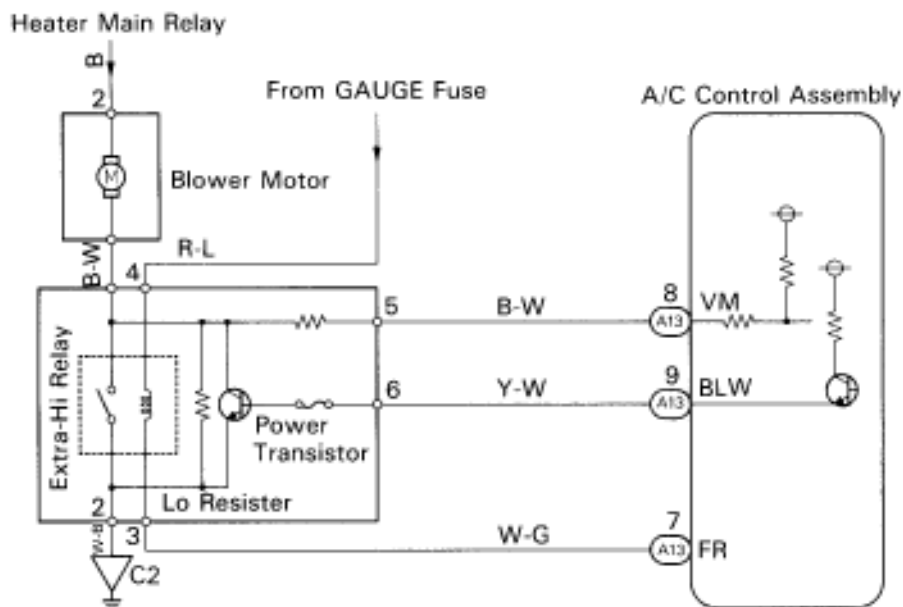 Heater Main Relay
B
From GAUGE Fuse
A/C Control Assembly
2
M
Blower Motor
B-W
R-L
4
5
B-W
8
A13
VM
Extra-Hi Relay
6
Y-W
9
A13
BLW
Power
Transistor
Lo Resister
2
3
W-B
C2
W-G
7
A13
FR